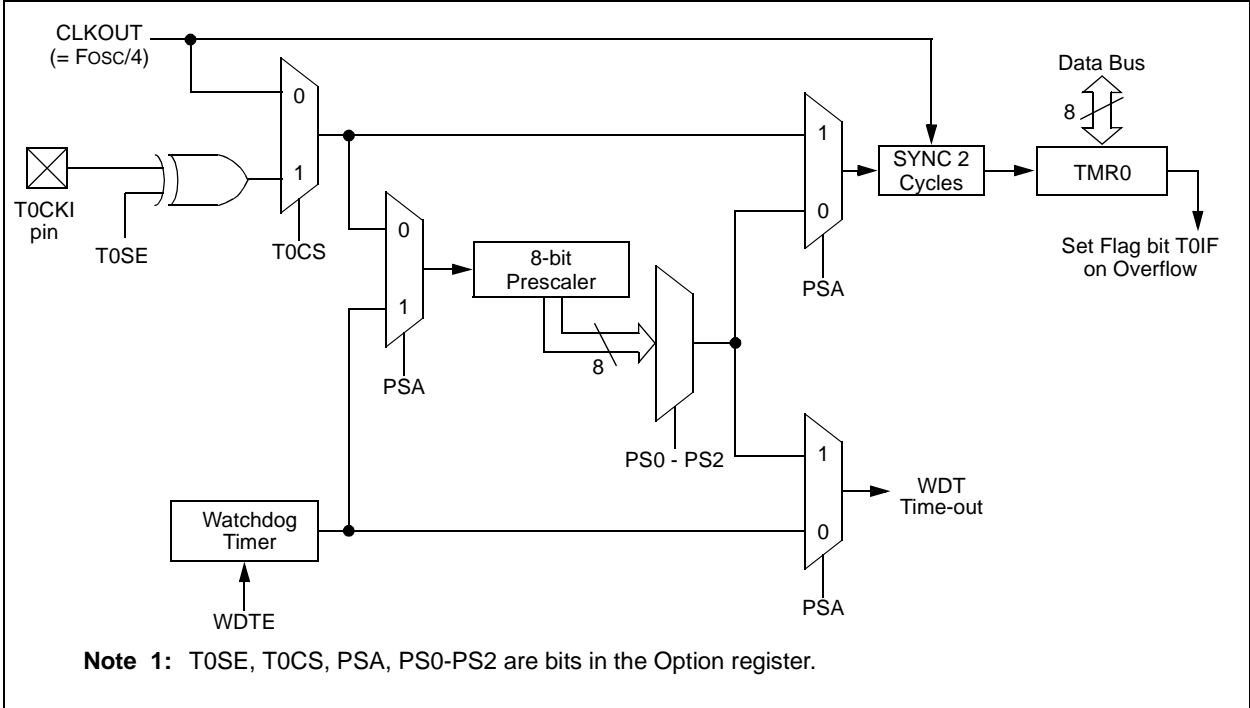 CLKOUT
(= FOSC/4)
T0CKI
pin
T0SE
0
1
T0CS
0
1
PSA
8-bit
Prescaler
8
PS0 - PS2
1
0
PSA
SYNC 2
Cycles
Data Bus
8
TMR0
Set Flag bit T0IF
on Overflow
Watchdog
Timer
WDTE
1
0
PSA
WDT
Time-out
Note 1: T0SE, T0CS, PSA, PS0-PS2 are bits in the Option register.